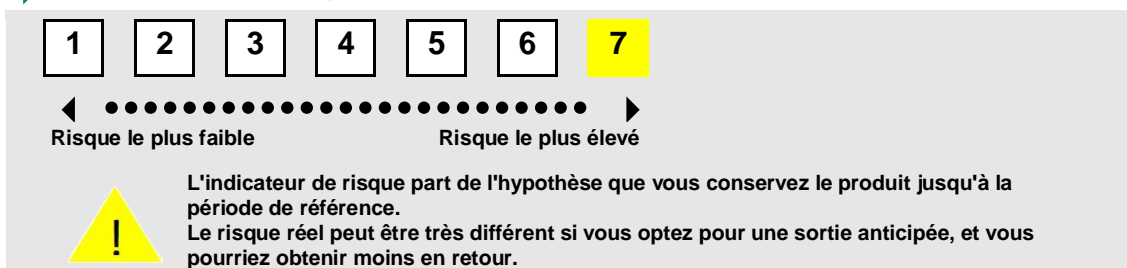 1 2 3 4 5 6 7
Risque le plus faible Risque le plus élevé
L'indicateur de risque part de l'hypothèse que vous conservez le produit jusqu'à la
période de référence.
Le risque réel peut être très différent si vous optez pour une sortie anticipée, et vous
! pourriez obtenir moins en retour.